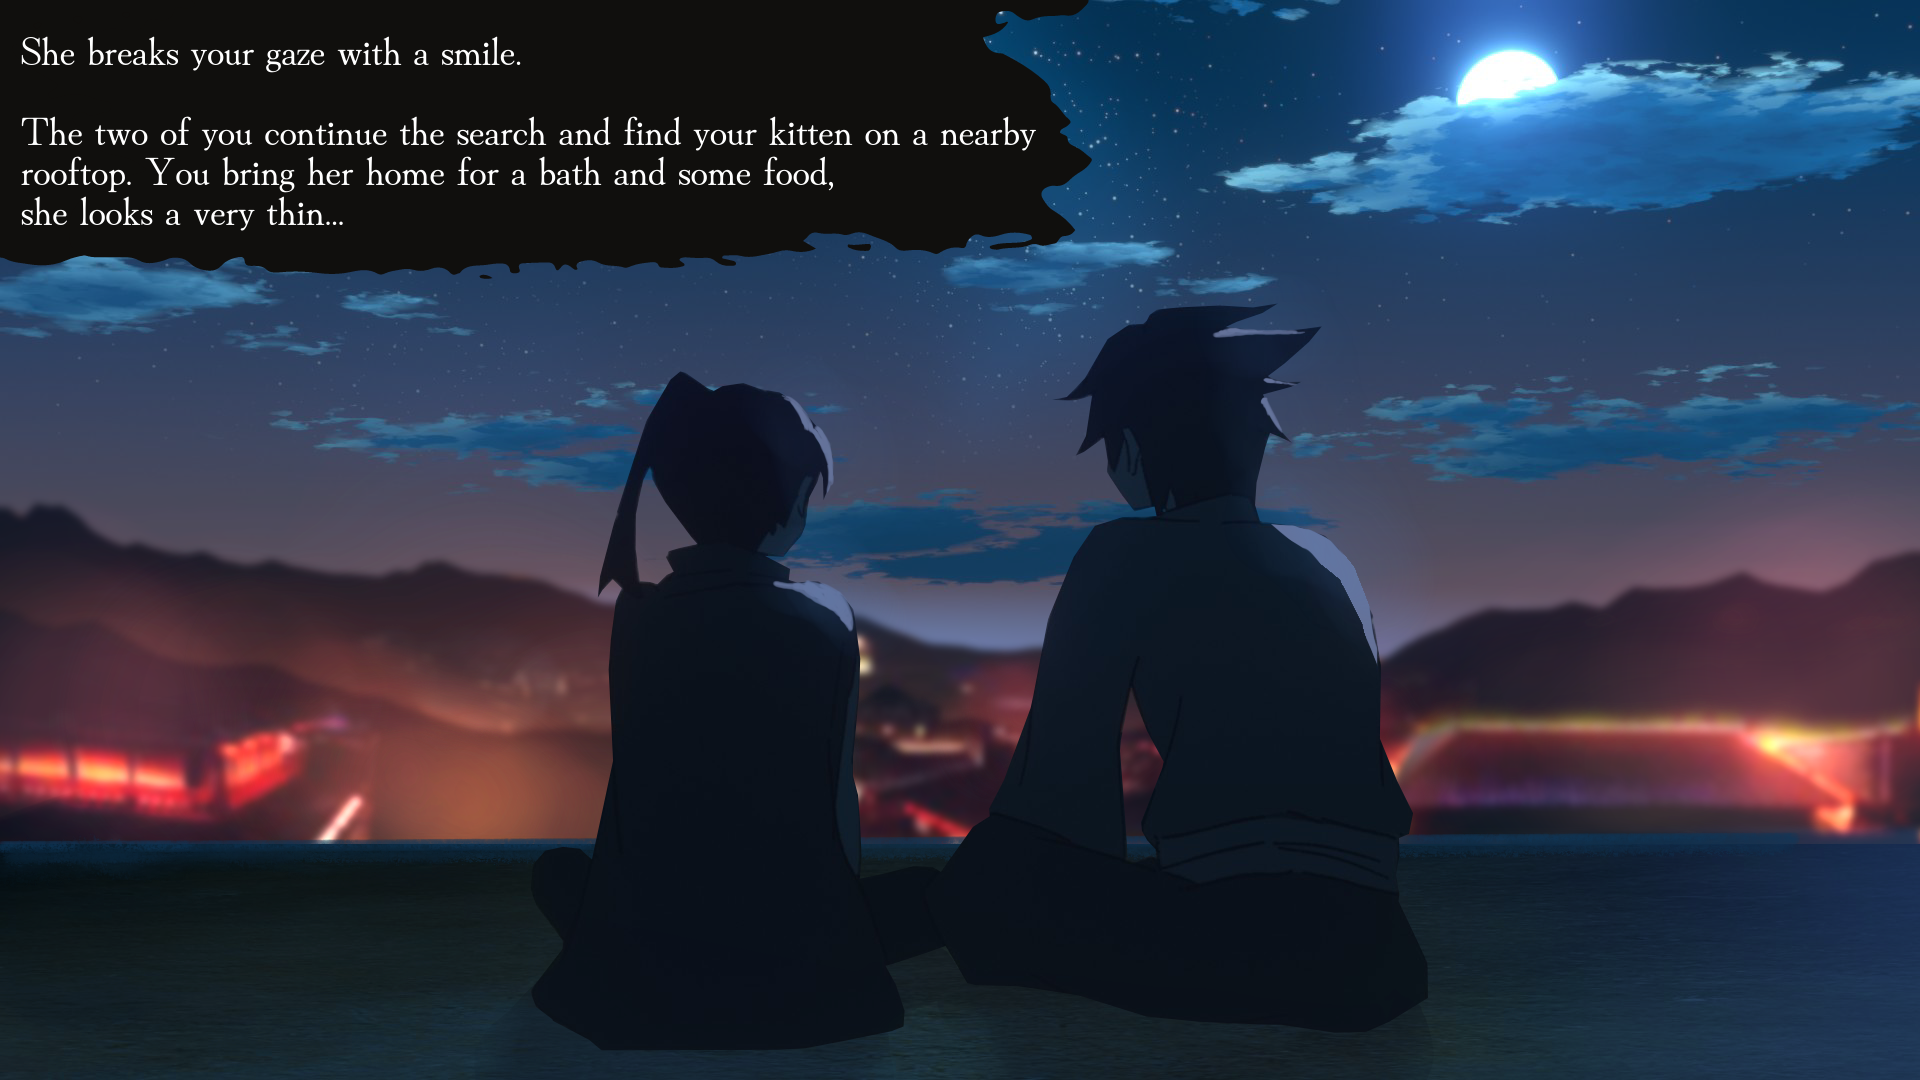 She breaks your gaze with a smile.
The two of you continue the search and find your kitten on a nearby
rooftop. You bring her home for a bath and some food,
she looks a very thin...